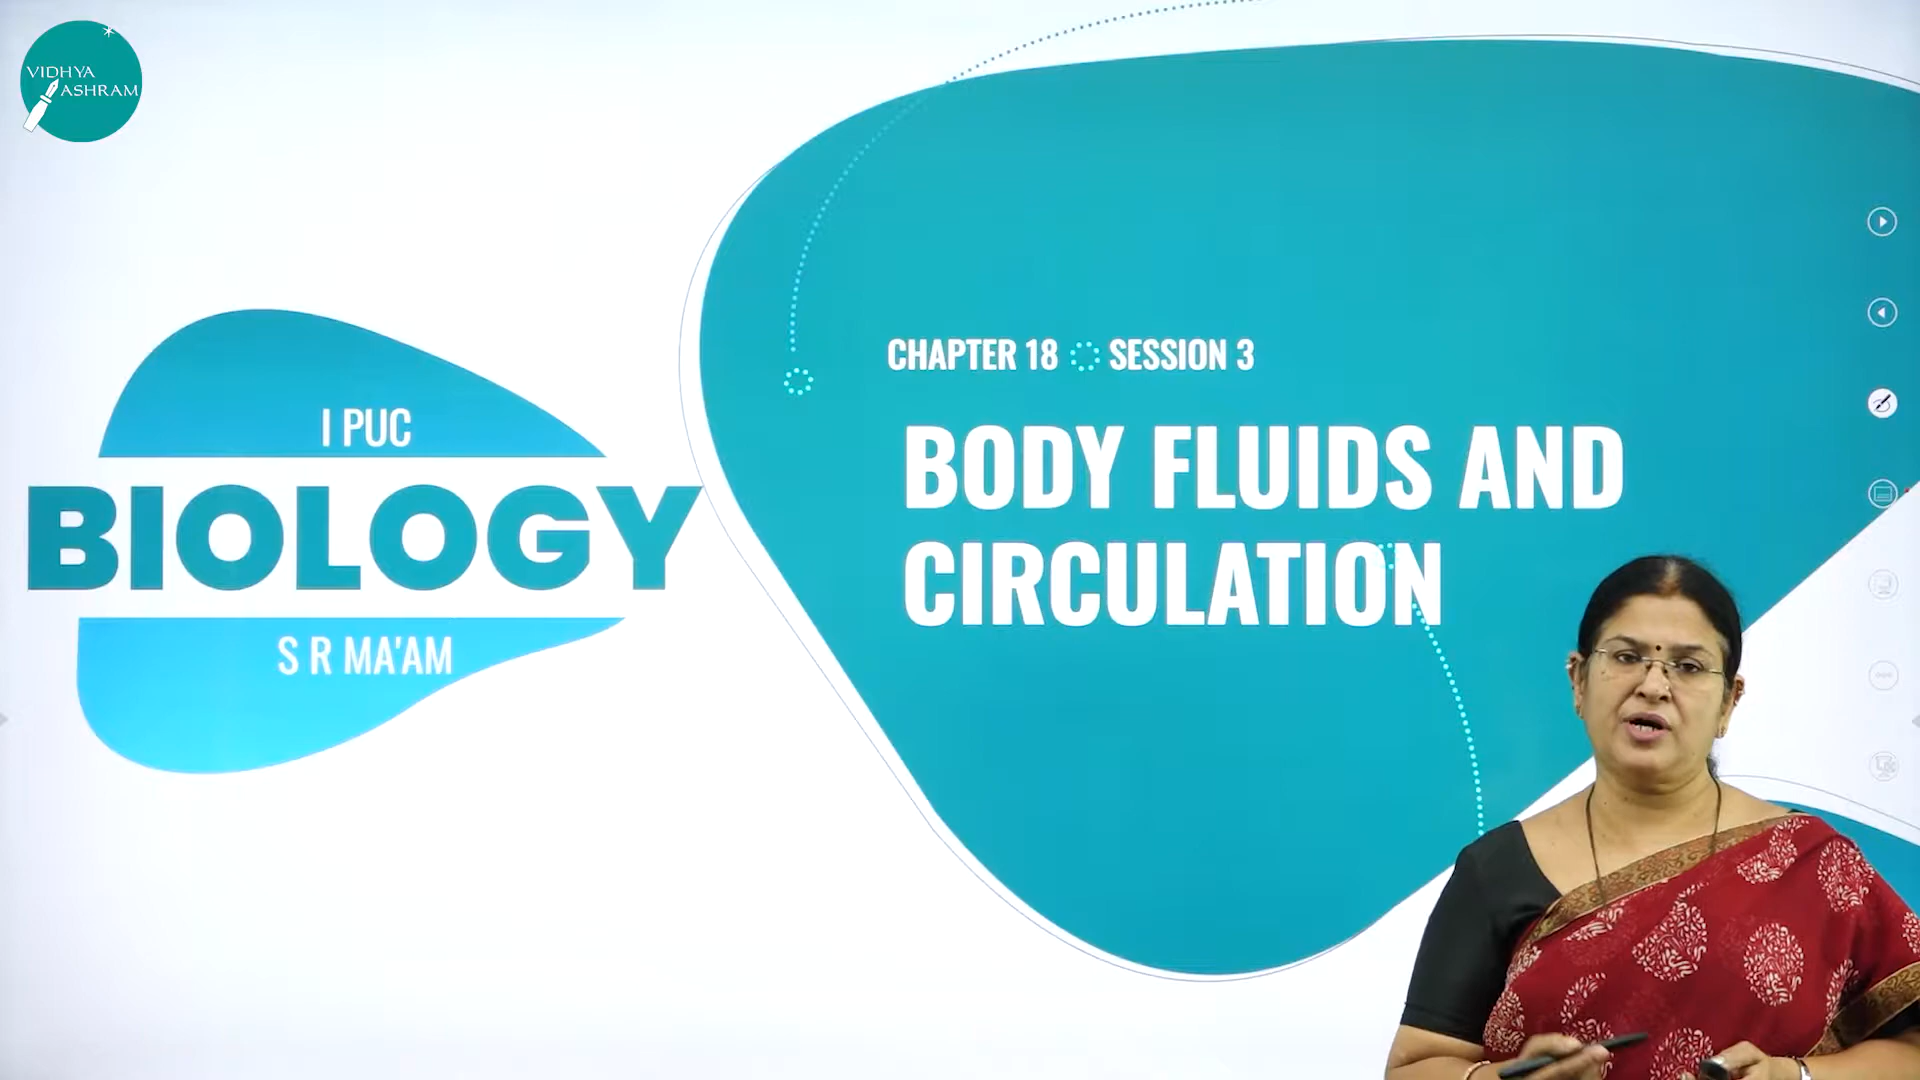 VIDHYA
ASHRAM
I PUC
BIOLOGY
S R MA'AM
CHAPTER 18 SESSION 3
BODY FLUIDS AND
CIRCULATION